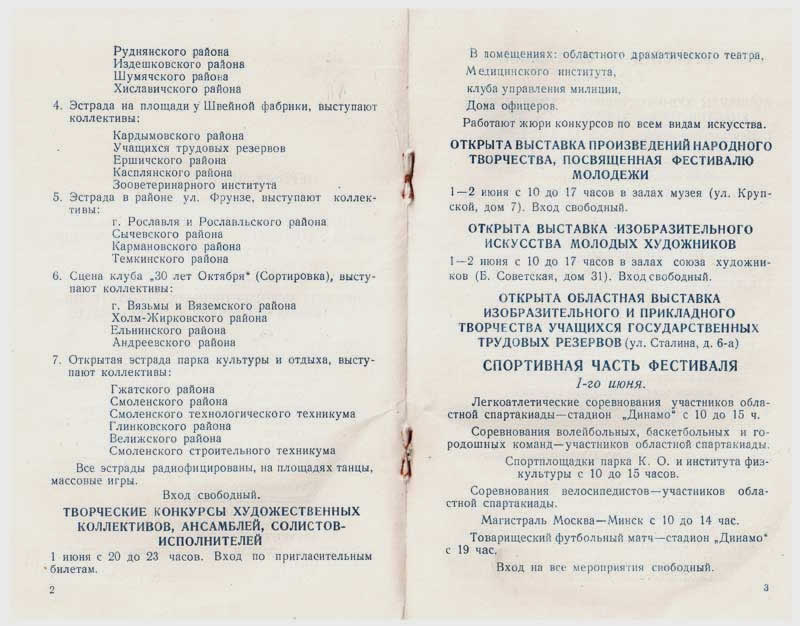 Руднянского района
Издешковского района
Шумячского района
Хиславичского района
4. Эстрада на площади у Швейной фабрики, выступают
коллективы:
Кардымовского района
Учащихся трудовых резервов
Ершичского района
Касплянского района
Зооветеринарного института
5. Эстрада в районе ул. Фрунзе, выступают коллек-
тивы:
г. Рославля и Рославльского района
Сычевского района
Кармановского района
Темкинского района
6. Сцена клуба „30 лет Октября“ (Сортировка), высту-
пают коллективы:
г. Вязьмы и Вяземского района
Холм-Жирковского района
Ельнинского района
Андреевского района
7. Открытая эстрада парка культуры и отдыха, высту-
пают коллективы:
Гжатского района
Смоленского района
Смоленского технологического техникума
Глинковского района
Велижского района
Смоленского строительного техникума
Все эстрады радиофицированы, на площадях танцы,
массовые игры.
Вход свободный.
ТВОРЧЕСКИЕ КОНКУРСЫ ХУДОЖЕСТВЕННЫХ
КОЛЛЕКТИВОВ, АНСАМБЛЕЙ, СОЛИСТОВ-
ИСПОЛНИТЕЛЕЙ
1 июня с 20 до 23 часов. Вход по пригласительным
билетам.
2
В помещениях: областного драматического театра,
Медицинского института,
клуба управления милиции,
Дома офицеров.
Работают жюри конкурсов по всем видам искусства.
ОТКРЫТА ВЫСТАВКА ПРОИЗВЕДЕНИЙ НАРОДНОГО
ТВОРЧЕСТВА, ПОСВЯЩЕННАЯ ФЕСТИВАЛЮ
МОЛОДЕЖИ
1—2 июня с 10 до 17 часов в залах музея (ул. Круп-
ской, дом 7). Вход свободный.
ОТКРЫТА ВЫСТАВКА ИЗОБРАЗИТЕЛЬНОГО
ИСКУССТВА МОЛОДЫХ ХУДОЖНИКОВ
1—2 июня с 10 до 17 часов в залах союза художни-
ков (Б. Советская, дом 31). Вход свободный.
ОТКРЫТА ОБЛАСТНАЯ ВЫСТАВКА
ИЗОБРАЗИТЕЛЬНОГО И ПРИКЛАДНОГО
ТВОРЧЕСТВА УЧАЩИХСЯ ГОСУДАРСТВЕННЫХ
ТРУДОВЫХ РЕЗЕРВОВ (ул. Сталина, д. 6-а)
СПОРТИВНАЯ ЧАСТЬ ФЕСТИВАЛЯ
1-го июня.
Легкоатлетические соревнования участников обла-
стной спартакиады—стадион „Динамо“ с 10 до 15 ч.
Соревнования волейбольных, баскетбольных и го-
родошных команд—участников областной спартакиады.
Спортплощадки парка К. О. и института физ-
культуры с 10 до 15 часов.
Соревнования велосипедистов—участников обла-
стной спартакиады.
Магистраль Москва—Минск с 10 до 14 час.
Товарищеский футбольный матч—стадион „Динамо“
с 19 час.
Вход на все мероприятия свободный.
3